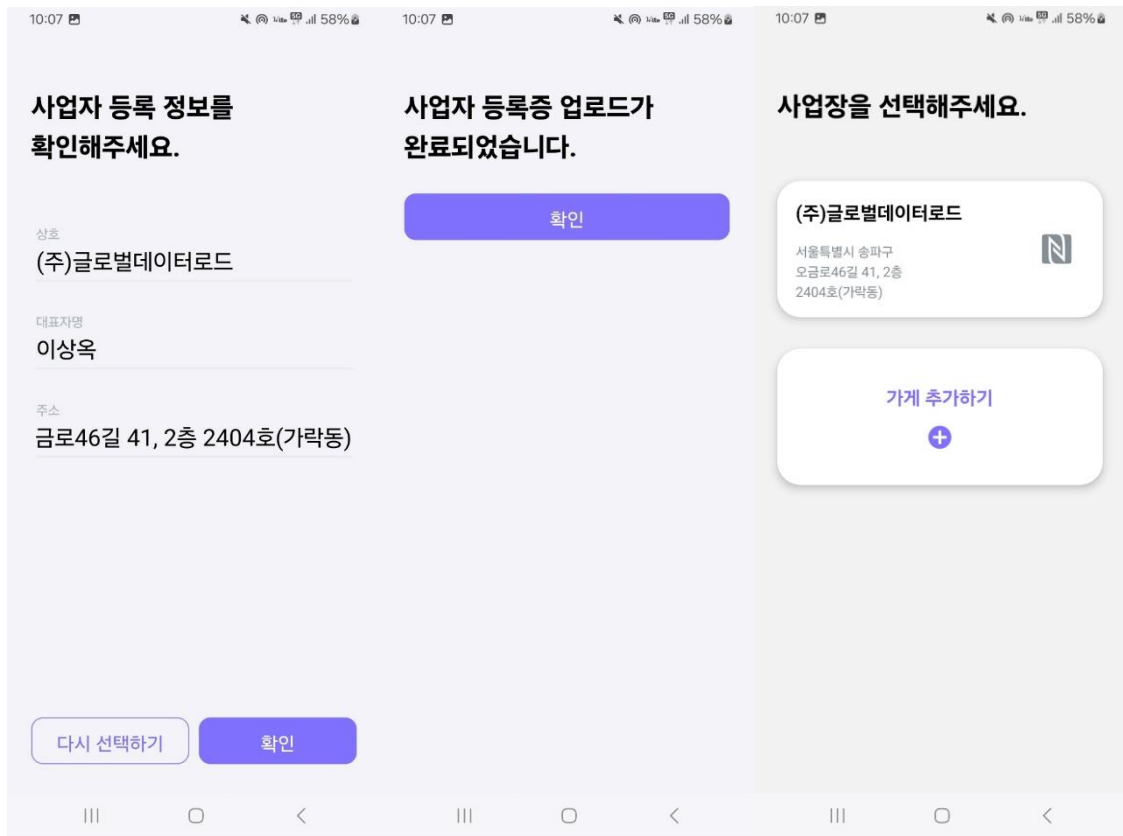 10:07
58%
사업자 등록 정보를
확인해주세요.
상호
(주)글로벌데이터로드
대표자명
이상옥
주소
금로46길 41, 2층 2404호(가락동)
다시 선택하기
확인
10:07
5G
58%
사업자 등록증 업로드가
완료되었습니다.
확인
10:07
5G
58%
사업장을 선택해주세요.
(주)글로벌데이터로드
서울특별시 송파구
오금로46길 41, 2층
2404호(가락동)
가게 추가하기